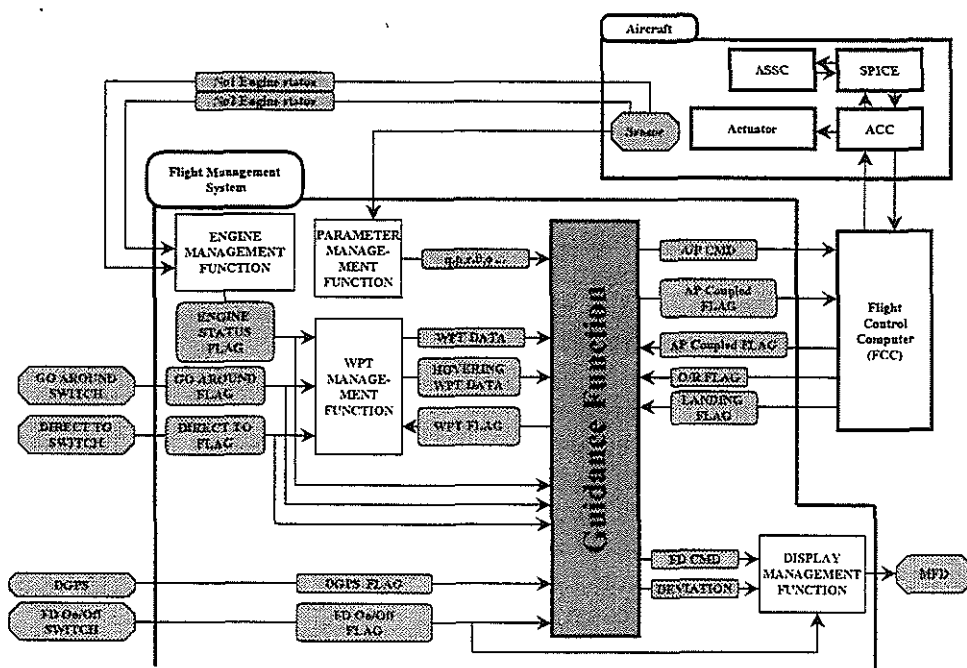 Aircraft
ASSC
SPICE
Actuator
ACC
Sensor
No1 Engine status
No2 Engine status
Flight Management
System
ENGINE
MANAGEMENT
FUNCTION
PARAMETER
MANAGE-
MENT
FUNCTION
ENGINE
STATUS
FLAG
WPT
MANAGE-
MENT
FUNCTION
GO AROUND
SWITCH
GO AROUND
FLAG
DIRECT TO
SWITCH
DIRECT TO
FLAG
WPT DATA
HOVERING
WPT DATA
WPT FLAG
Guidance Function
A/P CMD
AP Coupled
FLAG
AP Coupled FLAG
O/R FLAG
LANDING
FLAG
Flight
Control
Computer
(FCC)
DGPS
DGPS FLAG
FD On/Off
SWITCH
FD On/Off
FLAG
FD CMD
DEVIATION
DISPLAY
MANAGEMENT
FUNCTION
MFD